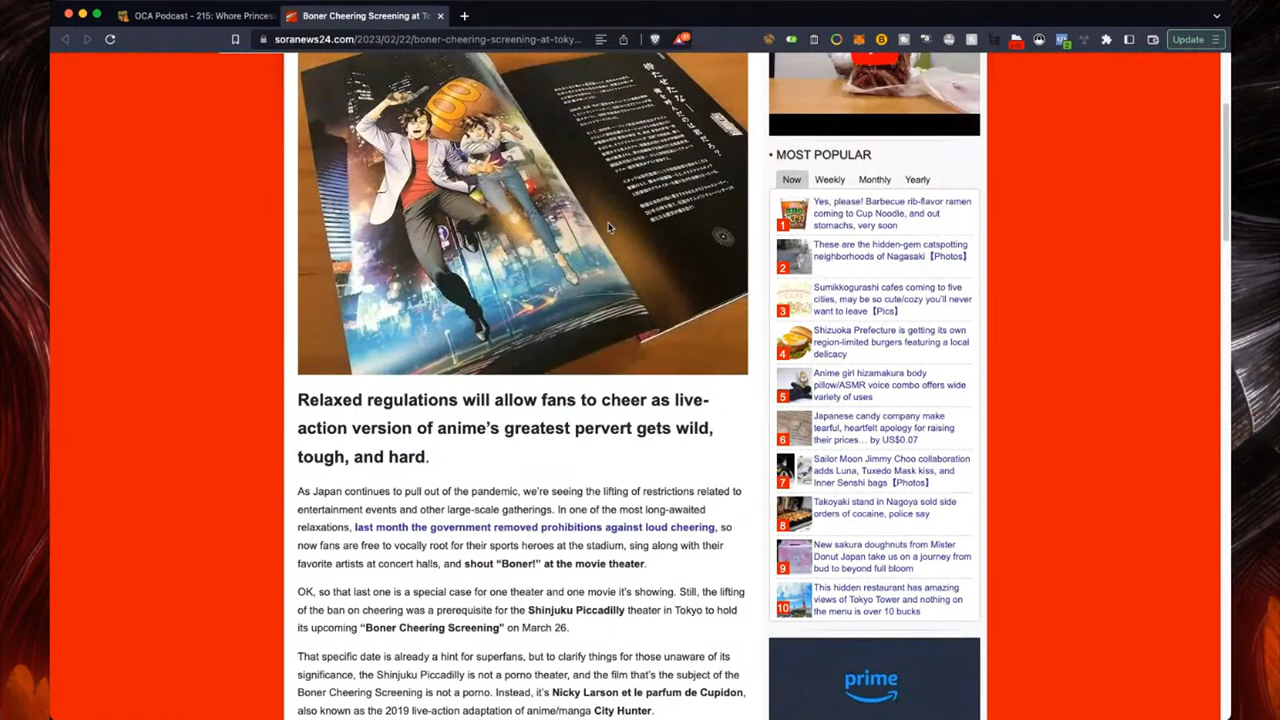 OCA Podcast - 215: Whore Princes
Boner Cheering Screening at To
soranews24.com/2023/02/22/boner-cheering-screening-at-toky...
Update
100
待たせたな
MOST POPULAR
Now
Weekly
Monthly
Yearly
1
Yes, please! Barbecue rib-flavor ramen
coming to Cup Noodle, and out
stomachs, very soon
2
These are the hidden-gem catspotting
neighborhoods of Nagasaki【Photos】
3
Sumikkogurashi cafes coming to five
cities, may be so cute/cozy you'll never
want to leave【Pics】
4
Shizuoka Prefecture is getting its own
region-limited burgers featuring a local
delicacy
5
Anime girl hizamakura body
pillow/ASMR voice combo offers wide
variety of uses
6
Japanese candy company make
tearful, heartfelt apology for raising
their prices… by US$0.07
7
Sailor Moon Jimmy Choo collaboration
adds Luna, Tuxedo Mask kiss, and
Inner Senshi bags【Photos】
8
Takoyaki stand in Nagoya sold side
orders of cocaine, police say
9
New sakura doughnuts from Mister
Donut Japan take us on a journey from
bud to beyond full bloom
10
This hidden restaurant has amazing
views of Tokyo Tower and nothing on
the menu is over 10 bucks
Relaxed regulations will allow fans to cheer as live-
action version of anime's greatest pervert gets wild,
tough, and hard.
As Japan continues to pull out of the pandemic, we're seeing the lifting of restrictions related to
entertainment events and other large-scale gatherings. In one of the most long-awaited
relaxations, last month the government removed prohibitions against loud cheering, so
now fans are free to vocally root for their sports heroes at the stadium, sing along with their
favorite artists at concert halls, and shout "Boner!" at the movie theater.
OK, so that last one is a special case for one theater and one movie it's showing. Still, the lifting
of the ban on cheering was a prerequisite for the Shinjuku Piccadilly theater in Tokyo to hold
its upcoming "Boner Cheering Screening" on March 26.
That specific date is already a hint for superfans, but to clarify things for those unaware of its
significance, the Shinjuku Piccadilly is not a porno theater, and the film that's the subject of the
Boner Cheering Screening is not a porno. Instead, it's Nicky Larson et le parfum de Cupidon,
also known as the 2019 live-action adaptation of anime/manga City Hunter.
prime